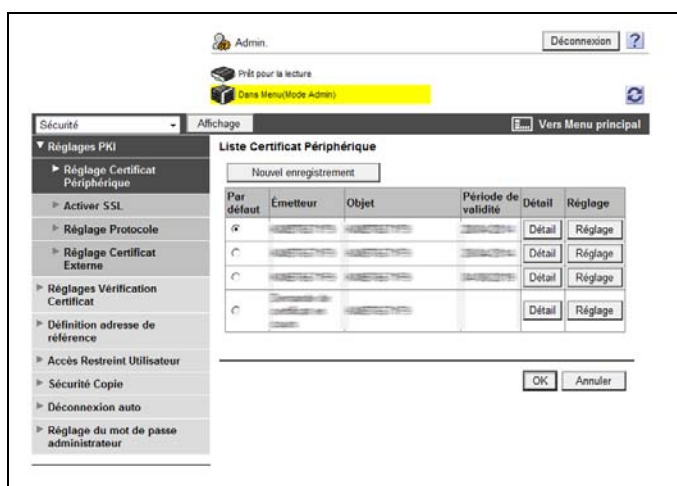 Admin.
Déconnexion
?
Prêt pour la lecture
Dans Menu(Mode Admin)
Sécurité
Affichage
Vers Menu principal
Réglages PKI
Réglage Certificat
Périphérique
Activer SSL
Réglage Protocole
Réglage Certificat
Externe
Réglages Vérification
Certificat
Définition adresse de
référence
Accès Restreint Utilisateur
Sécurité Copie
Déconnexion auto
Réglage du mot de passe
administrateur
Liste Certificat Périphérique
Nouvel enregistrement
Par
défaut
Émetteur
Objet
Période de
validité
Détail
Réglage
Détail
Réglage
Détail
Réglage
Détail
Réglage
Détail
Réglage
OK
Annuler